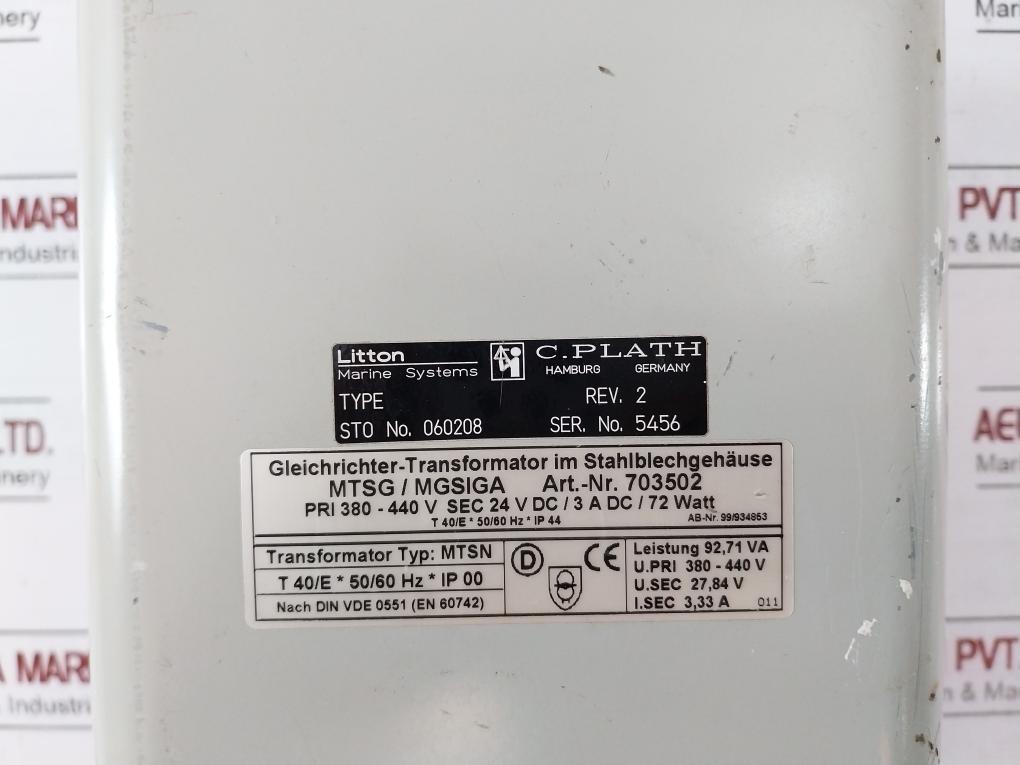 Litton
Marine Systems
C.PLATH
HAMBURG GERMANY
TYPE REV. 2
STO No. 060208 SER. No. 5456
Gleichrichter-Transformator im Stahlblechgehäuse
MTSG / MGSIGA Art.-Nr. 703502
PRI 380 - 440 V SEC 24 V DC / 3 A DC / 72 Watt
T 40/E * 50/60 Hz * IP 44 AB-Nr. 99/934853
Transformator Typ: MTSN
T 40/E * 50/60 Hz * IP 00
Nach DIN VDE 0551 (EN 60742)
D
CE
Leistung 92,71 VA
U.PRI 380 - 440 V
U.SEC 27,84 V
I.SEC 3,33 A 011
LTD.
PVT
& Ma